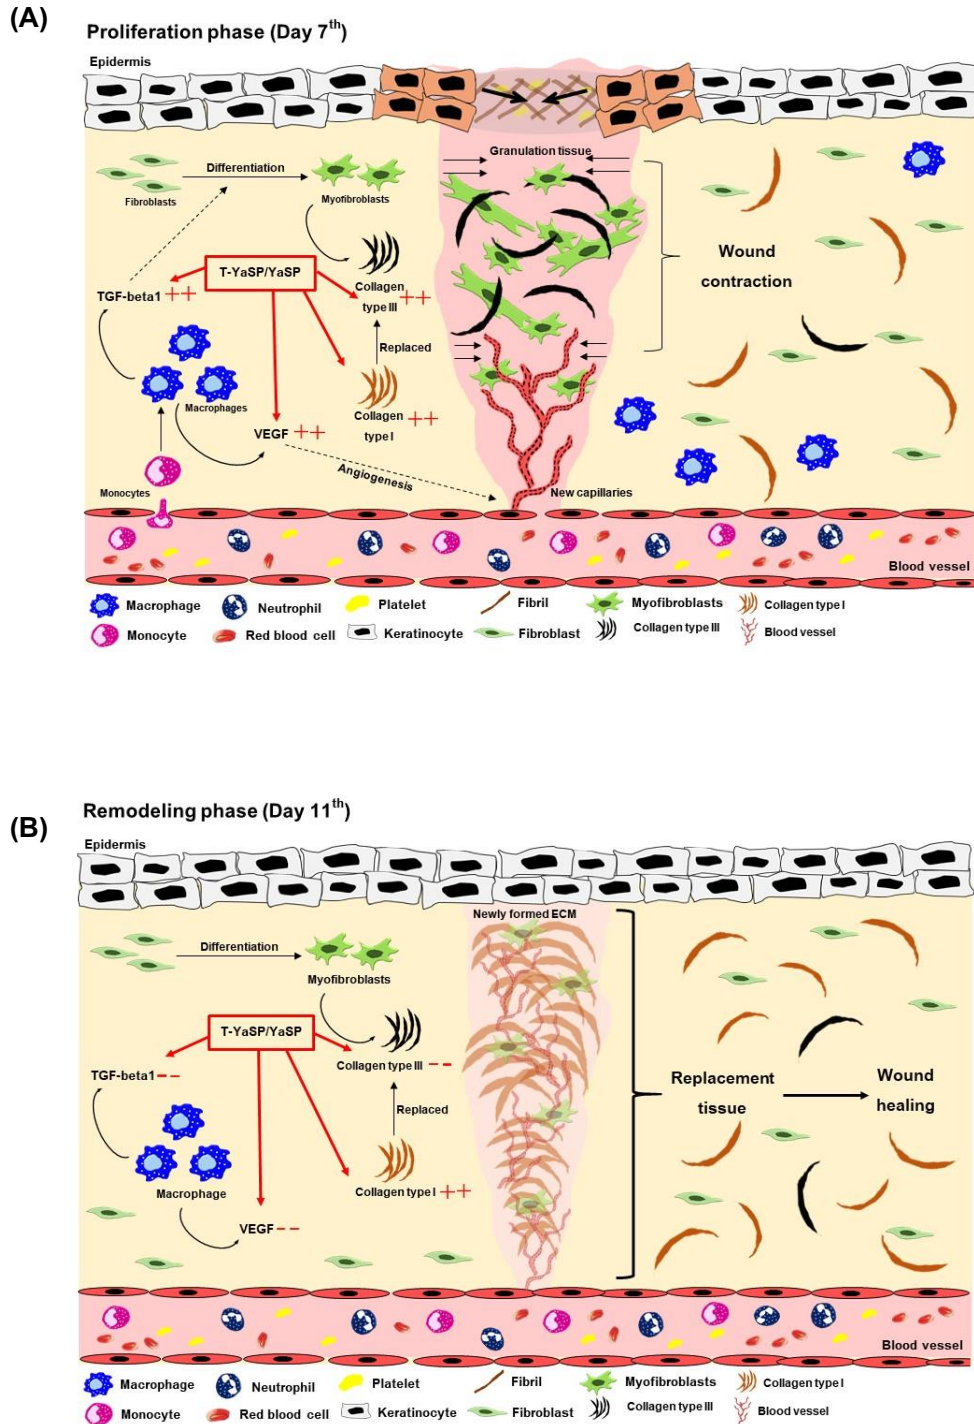 (A)
Proliferation phase (Day 7th)
Epidermis
Granulation tissue
Differentiation
Fibroblasts
Myofibroblasts
Wound
contraction
T-YaSP/YaSP
TGF-beta1 ++
Collagen
type III ++
Replaced
Macrophages
Collagen ++
type I
VEGF ++
Angiogenesis
Monocytes
New capillaries
Blood vessel
Macrophage
Neutrophil
Platelet
Fibril
Myofibroblasts
Collagen type I
Monocyte
Red blood cell
Keratinocyte
Fibroblast
Collagen type III
Blood vessel
(B)
Remodeling phase (Day 11th)
Epidermis
Newly formed ECM
Differentiation
Myofibroblasts
T-YaSP/YaSP
Collagen type III --
TGF-beta1--
Replaced
Replacement
tissue
Wound
healing
Macrophage
Collagen type I ++
VEGF --
Blood vessel
Macrophage
Neutrophil
Platelet
Fibril
Myofibroblasts
Collagen type I
Monocyte
Red blood cell
Keratinocyte
Fibroblast
Collagen type III
Blood vessel